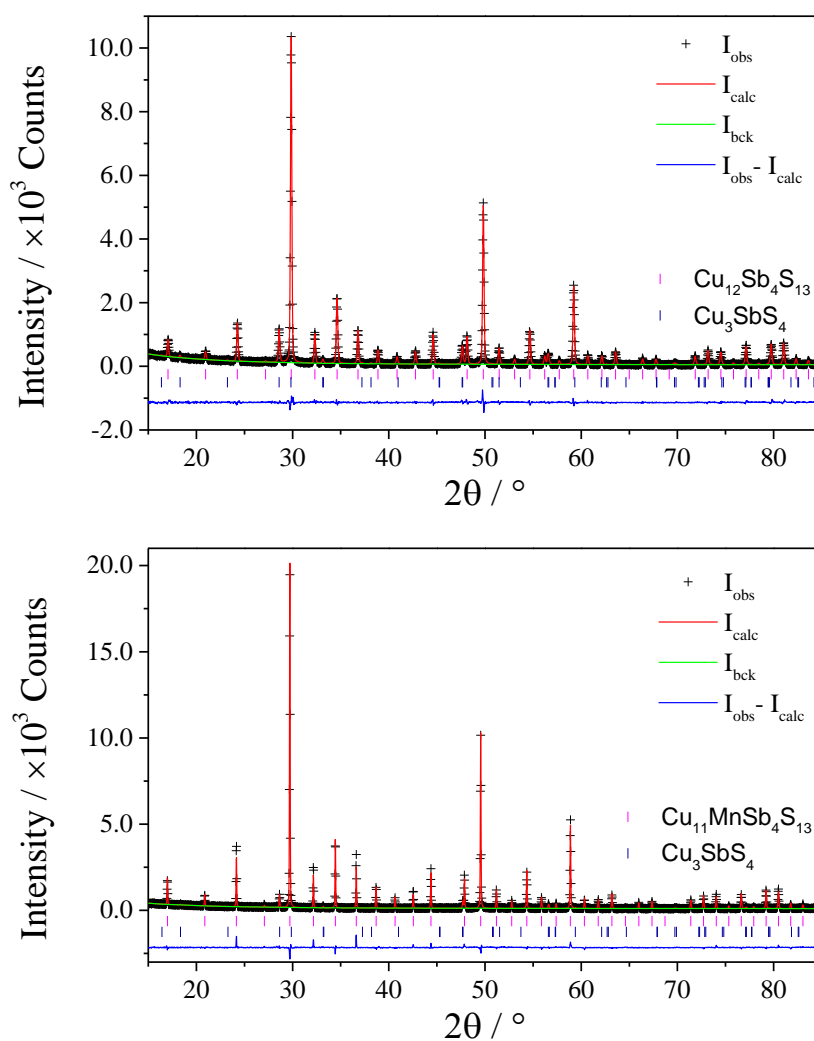 10.0
8.0
6.0
4.0
2.0
0.0
-2.0
Intensity / ×10³ Counts
I_obs
I_calc
I_bck
I_obs - I_calc
Cu₁₂Sb₄S₁₃
Cu₃SbS₄
20 30 40 50 60 70 80
2θ / °
20.0
15.0
10.0
5.0
0.0
Intensity / ×10³ Counts
I_obs
I_calc
I_bck
I_obs - I_calc
Cu₁₁MnSb₄S₁₃
Cu₃SbS₄
20 30 40 50 60 70 80
2θ / °